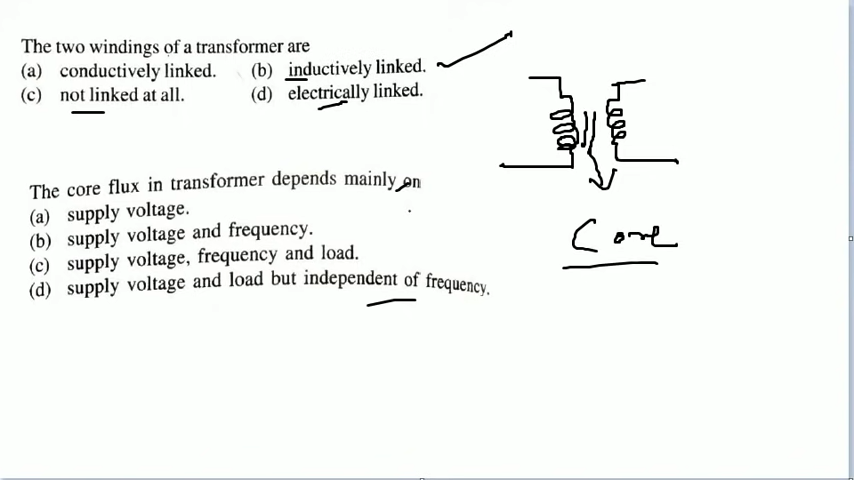 The two windings of a transformer are
(a) conductively linked. (b) inductively linked.
(c) not linked at all. (d) electrically linked.
The core flux in transformer depends mainly on
(a) supply voltage.
(b) supply voltage and frequency.
(c) supply voltage, frequency and load.
(d) supply voltage and load but independent of frequency.
Core